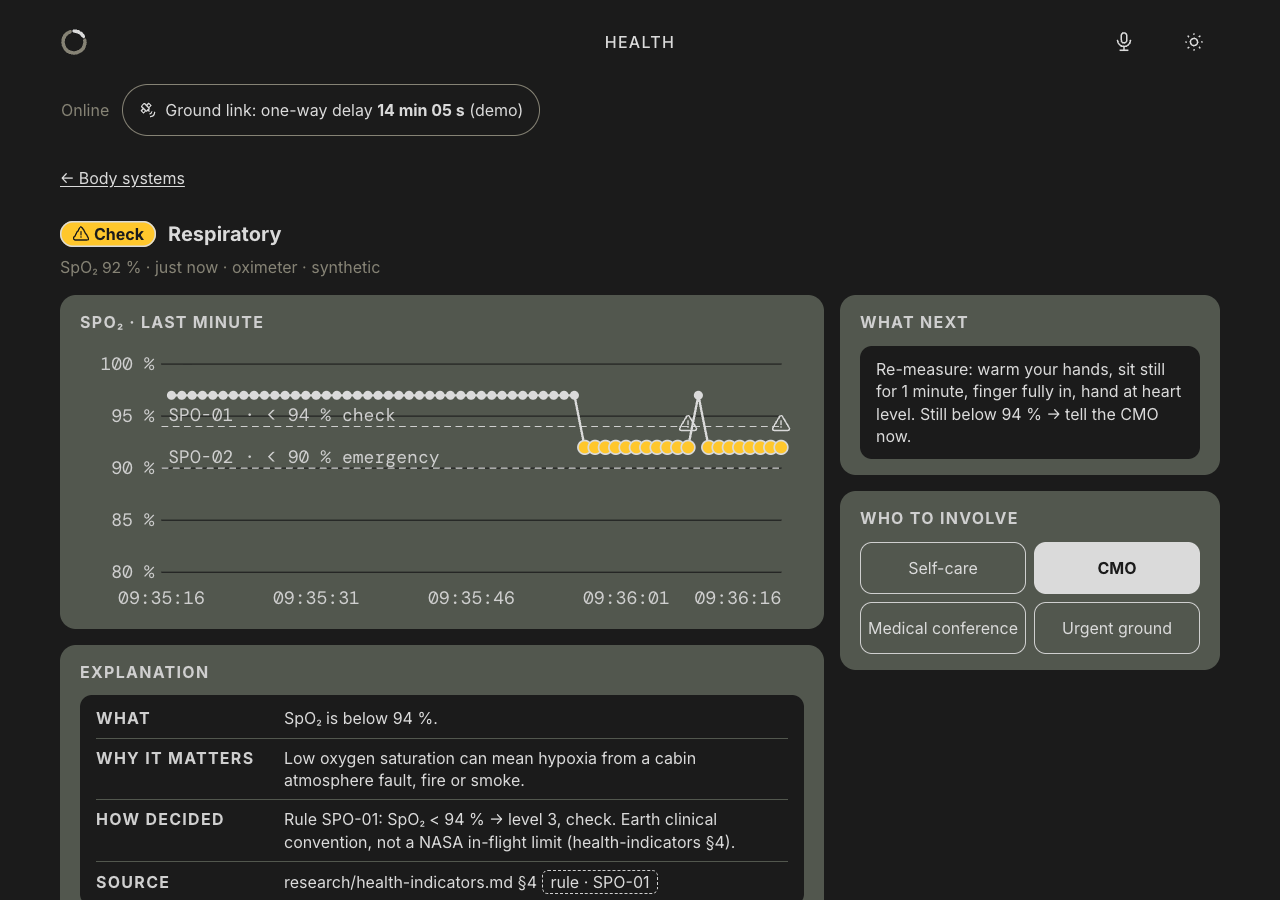 HEALTH
Online
Ground link: one-way delay 14 min 05 s (demo)
← Body systems
Check
Respiratory
SpO₂ 92 % · just now · oximeter · synthetic
SPO₂ · LAST MINUTE
100 %
95 %
SPO-01 · < 94 % check
SPO-02 · < 90 % emergency
90 %
85 %
80 %
09:35:16 09:35:31 09:35:46 09:36:01 09:36:16
WHAT NEXT
Re-measure: warm your hands, sit still
for 1 minute, finger fully in, hand at heart
level. Still below 94 % → tell the CMO
now.
WHO TO INVOLVE
Self-care
CMO
Medical conference
Urgent ground
EXPLANATION
WHAT
SpO₂ is below 94 %.
WHY IT MATTERS
Low oxygen saturation can mean hypoxia from a cabin
atmosphere fault, fire or smoke.
HOW DECIDED
Rule SPO-01: SpO₂ < 94 % → level 3, check. Earth clinical
convention, not a NASA in-flight limit (health-indicators §4).
SOURCE
research/health-indicators.md §4 rule · SPO-01